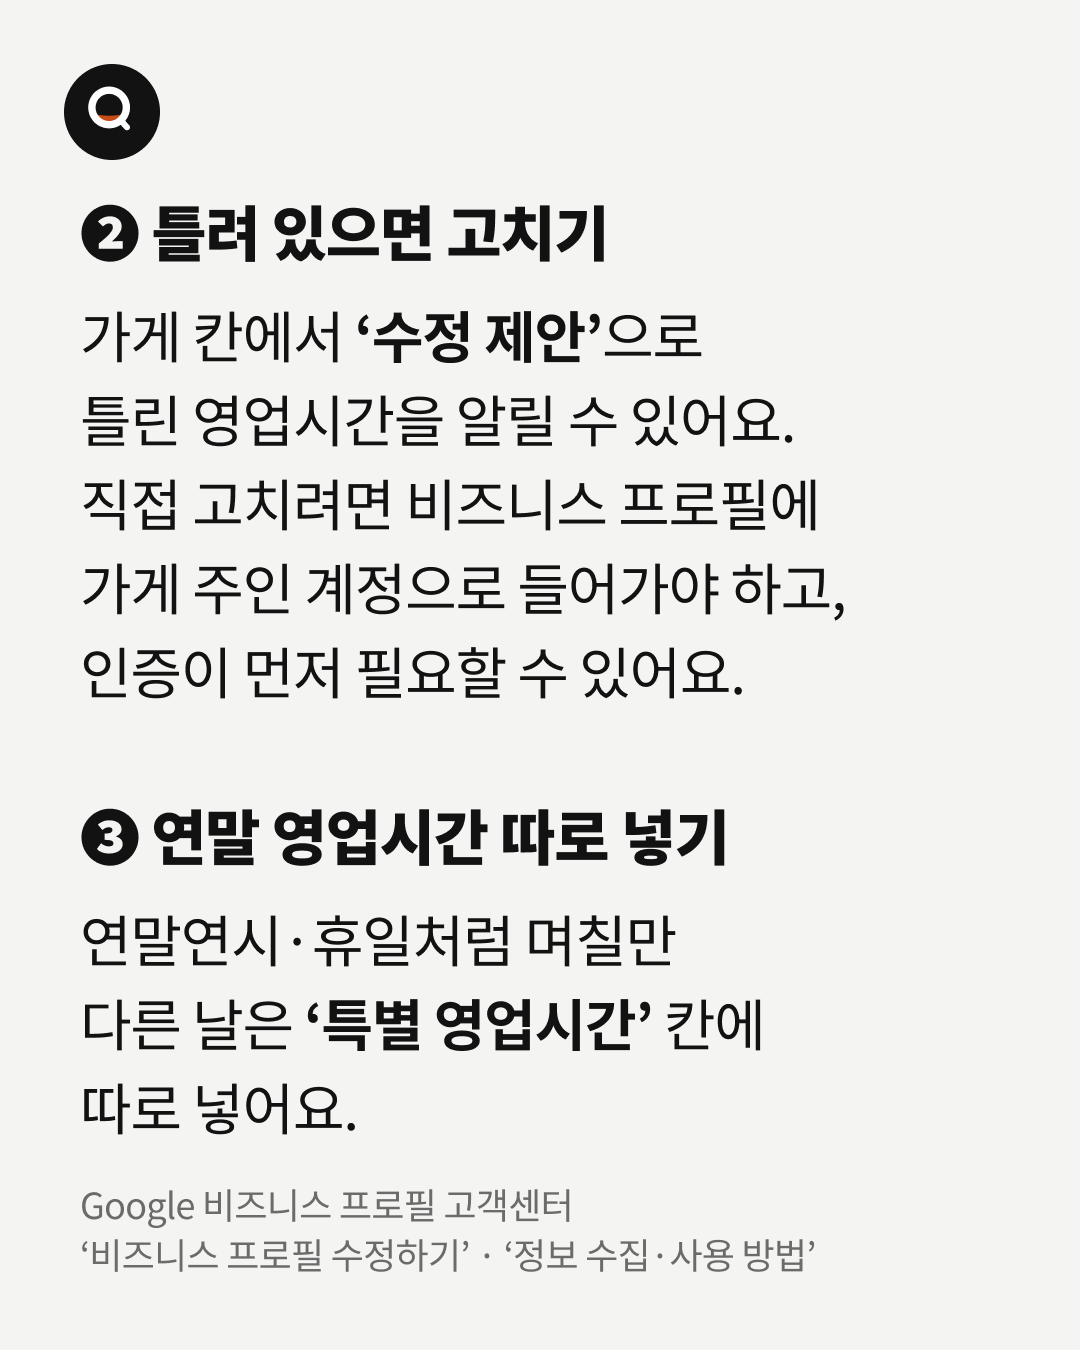 ❷ 틀려 있으면 고치기
가게 칸에서 ‘수정 제안’으로
틀린 영업시간을 알릴 수 있어요.
직접 고치려면 비즈니스 프로필에
가게 주인 계정으로 들어가야 하고,
인증이 먼저 필요할 수 있어요.
❸ 연말 영업시간 따로 넣기
연말연시·휴일처럼 며칠만
다른 날은 ‘특별 영업시간’ 칸에
따로 넣어요.
Google 비즈니스 프로필 고객센터
‘비즈니스 프로필 수정하기’ · ‘정보 수집·사용 방법’